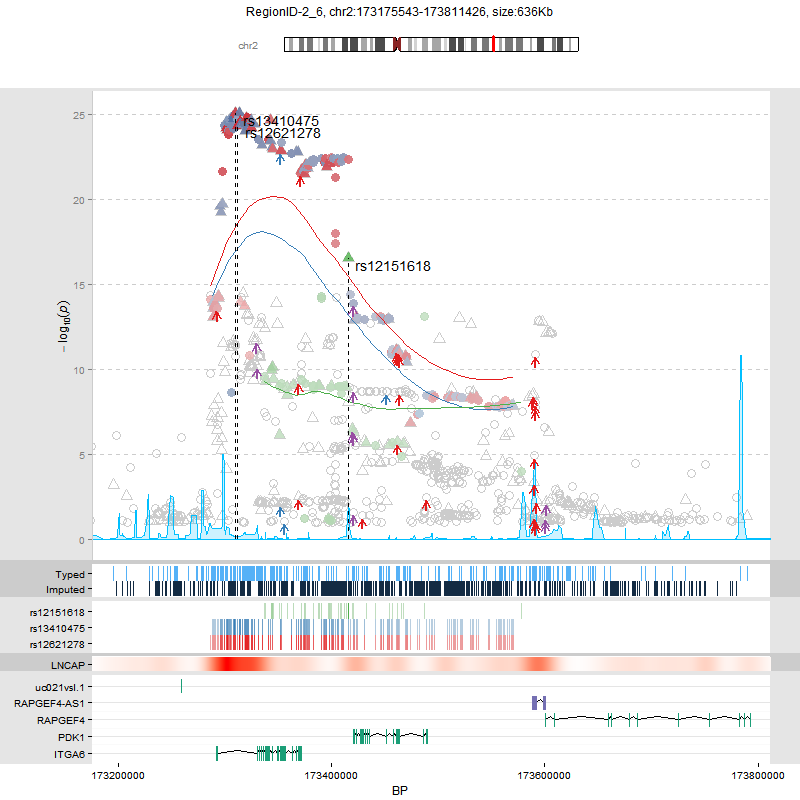 RegionID-2_6, chr2:173175543-173811426, size:636Kb
chr2
25
rs13410475
rs12621278
20
rs12151618
15
− log10(p)
10
5
0
Typed
Imputed
rs12151618
rs13410475
rs12621278
LNCAP
uc021vsl.1
RAPGEF4-AS1
RAPGEF4
PDK1
ITGA6
173200000 173400000 173600000 173800000
BP